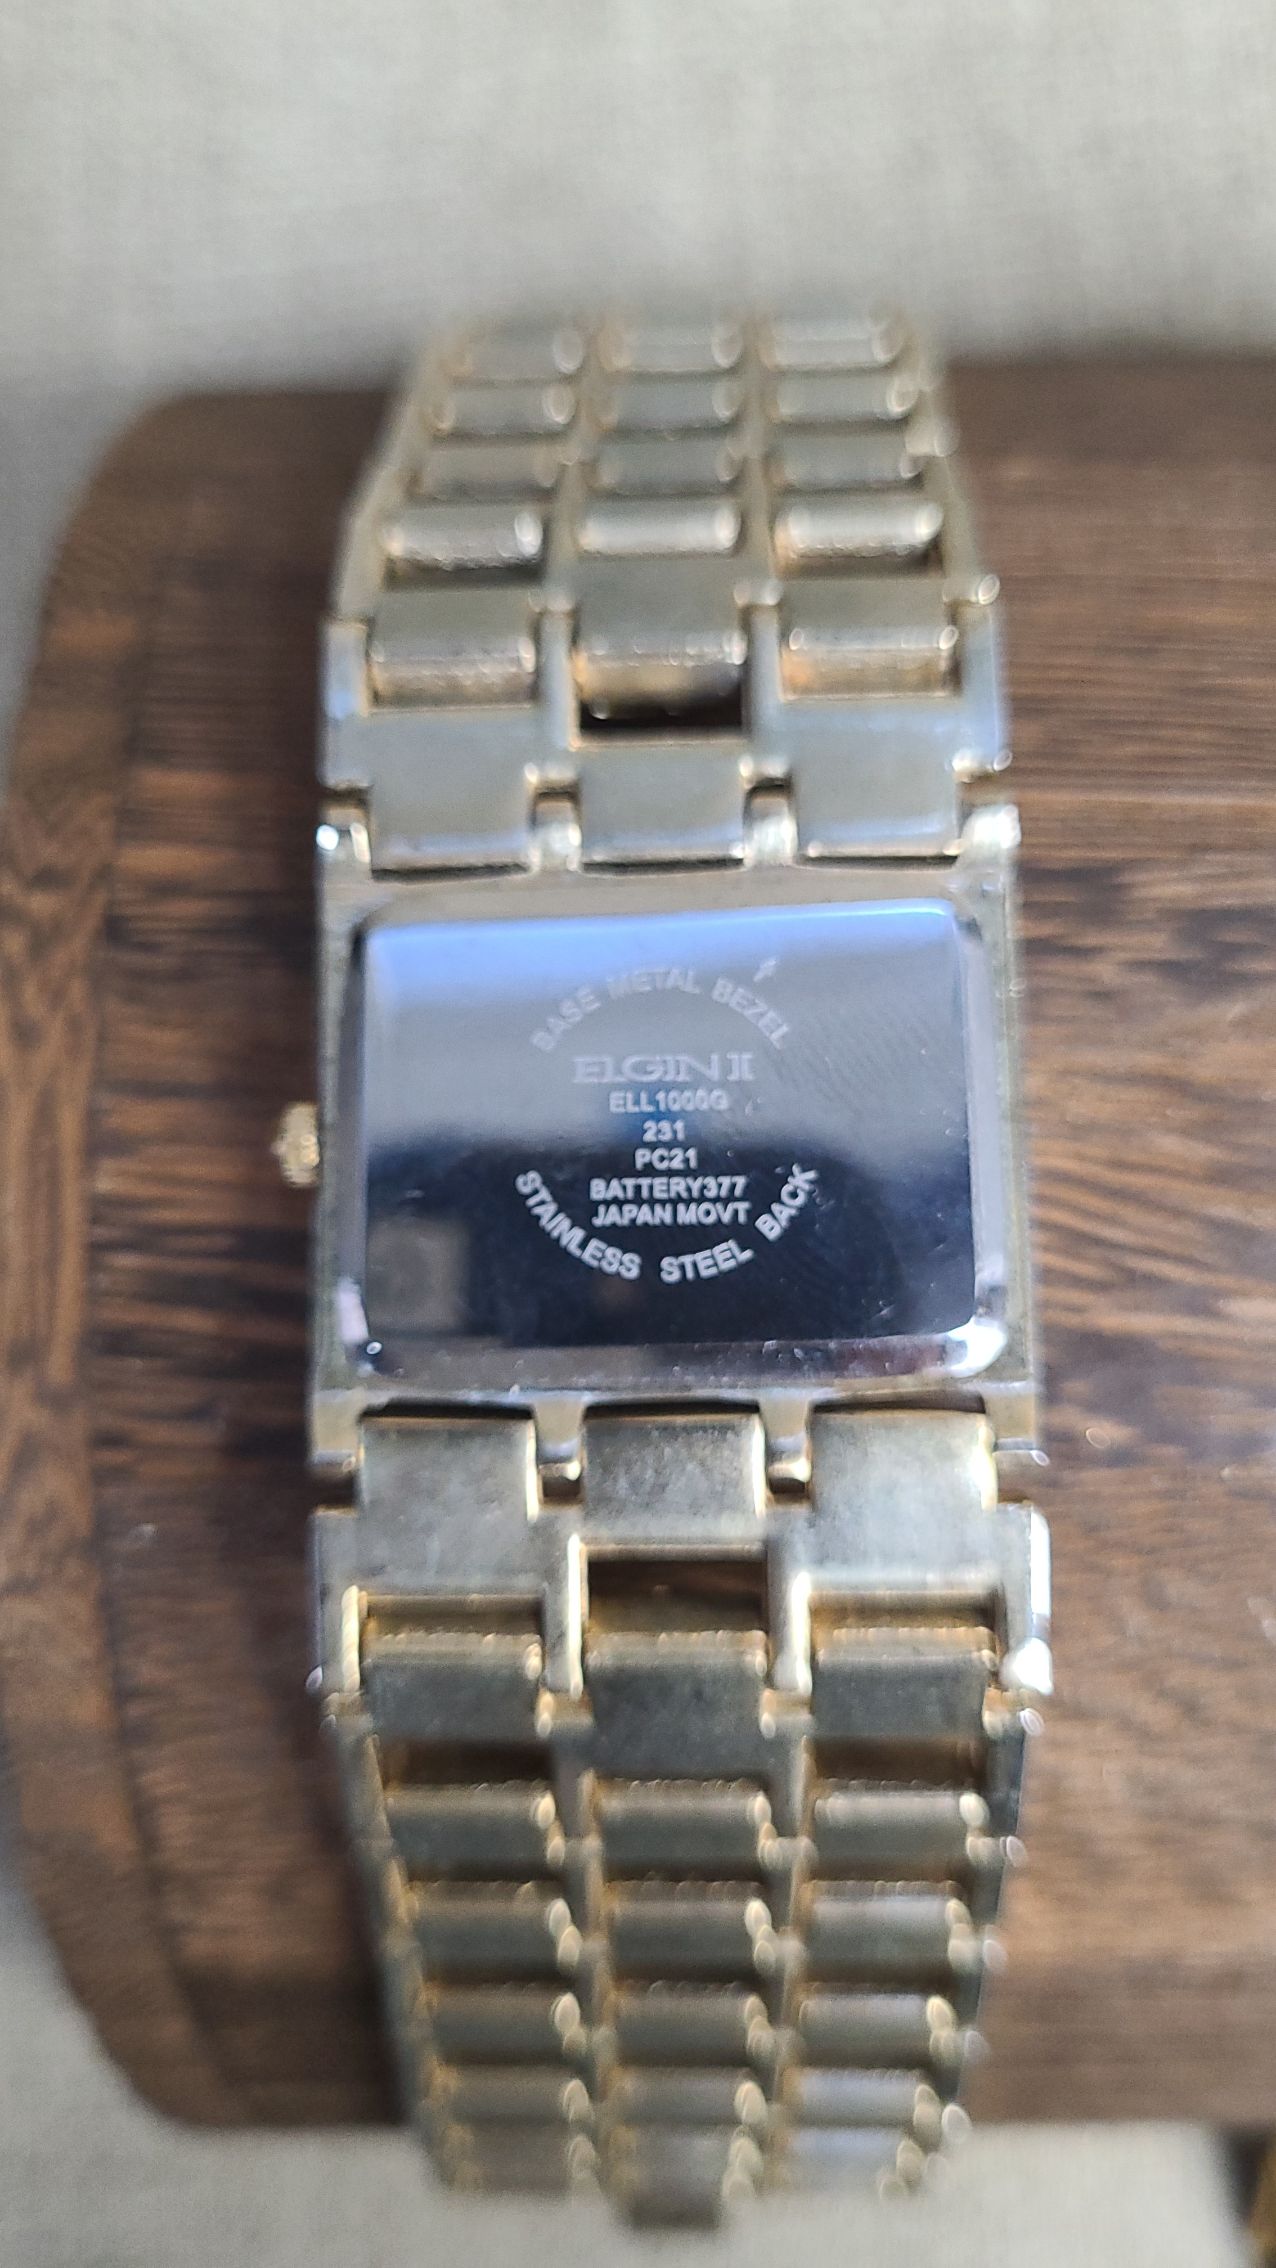 BASE METAL BEZEL
ELGIN II
ELL1000G
231
PC21
BATTERY377
JAPAN MOVT
STAINLESS STEEL BACK